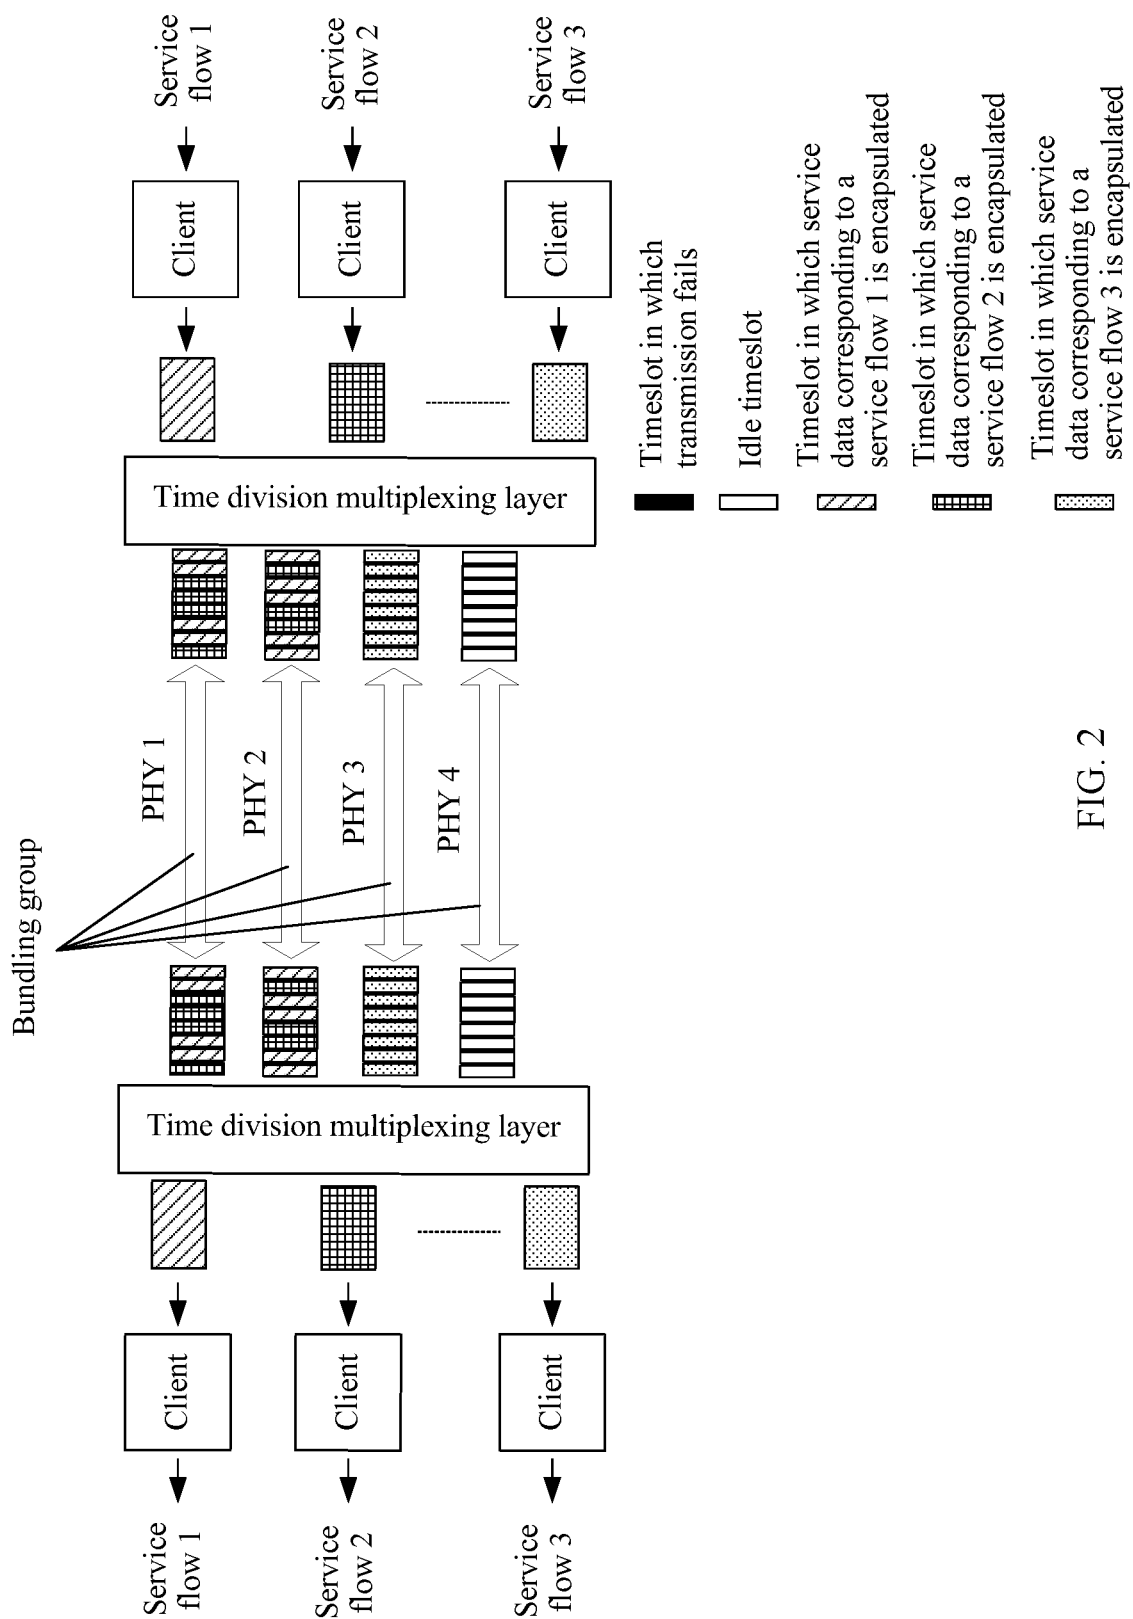 Service
flow 1
Service
flow 2
Service
flow 3
Client
Client
Client
Time division multiplexing layer
Bundling group
PHY 1
PHY 2
PHY 3
PHY 4
Time division multiplexing layer
Client
Client
Client
Service
flow 1
Service
flow 2
Service
flow 3
Timeslot in which
transmission fails
Idle timeslot
Timeslot in which service
data corresponding to a
service flow 1 is encapsulated
Timeslot in which service
data corresponding to a
service flow 2 is encapsulated
Timeslot in which service
data corresponding to a
service flow 3 is encapsulated
FIG. 2